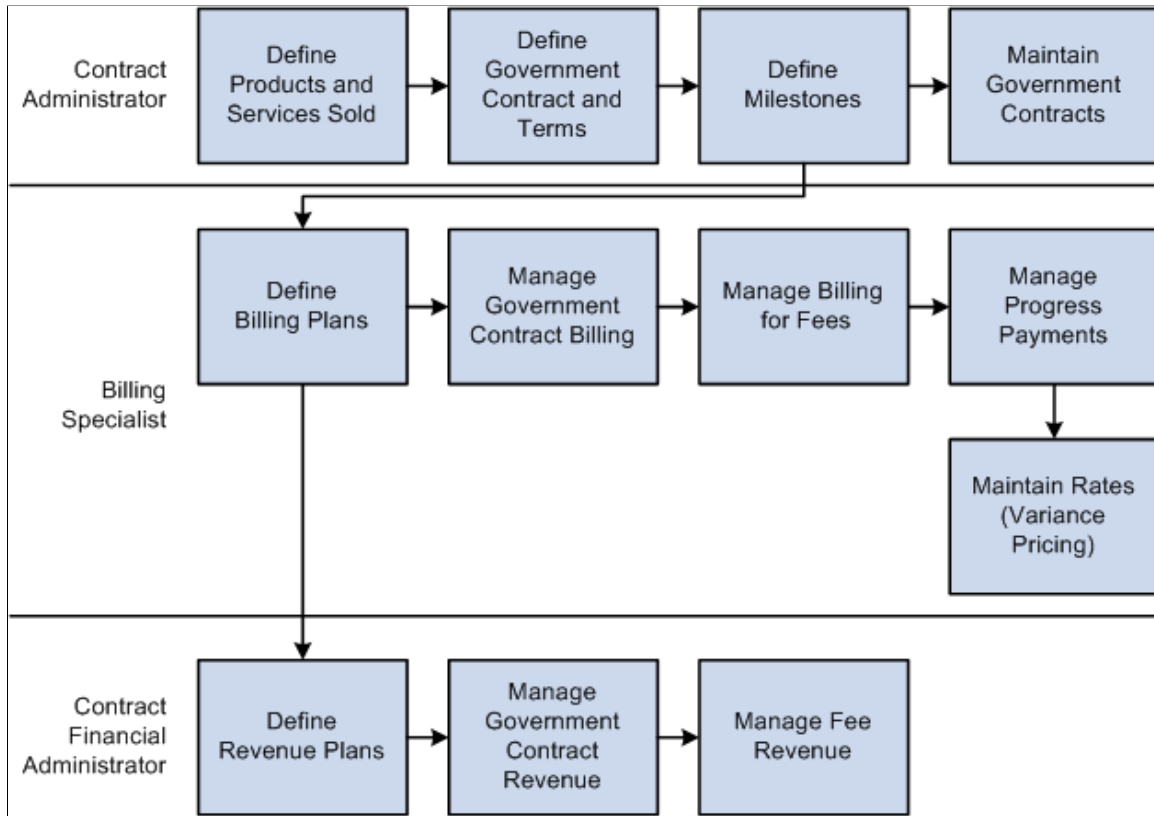 Contract
Administrator
Define
Products and
Services Sold
Define
Government
Contract and
Terms
Define
Milestones
Maintain
Government
Contracts
Billing
Specialist
Define
Billing Plans
Manage
Government
Contract Billing
Manage Billing
for Fees
Manage
Progress
Payments
Maintain Rates
(Variance
Pricing)
Contract
Financial
Administrator
Define
Revenue Plans
Manage
Government
Contract
Revenue
Manage Fee
Revenue